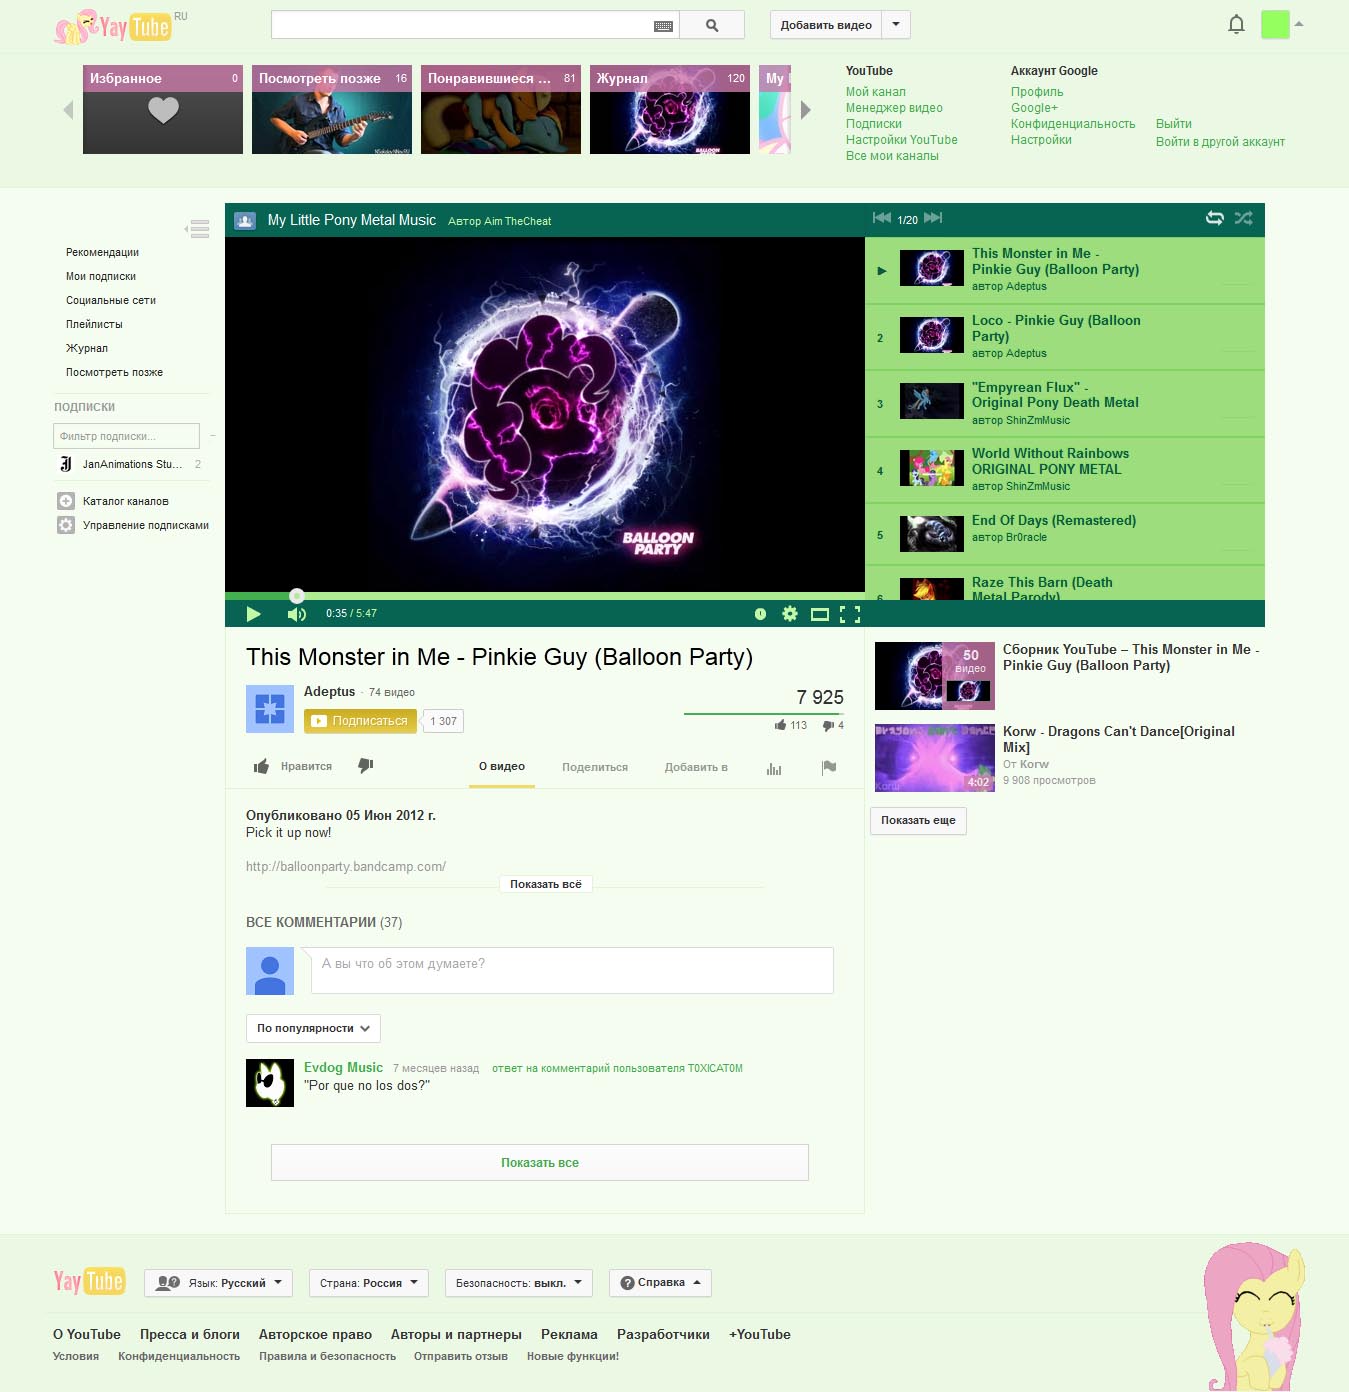 YayTube RU
Добавить видео
Избранное 0
Посмотреть позже 16
Понравившиеся ... 81
Журнал 120
My
YouTube
Мой канал
Менеджер видео
Подписки
Настройки YouTube
Все мои каналы
Аккаунт Google
Профиль
Google+
Конфиденциальность
Настройки
Выйти
Войти в другой аккаунт
Рекомендации
Мои подписки
Социальные сети
Плейлисты
Журнал
Посмотреть позже
ПОДПИСКИ
Фильтр подписки...
JanAnimations Stu... 2
Каталог каналов
Управление подписками
My Little Pony Metal Music Автор Aim TheCheat
1/20
BALLOON
PARTY
0:35 / 5:47
This Monster in Me -
Pinkie Guy (Balloon Party)
автор Adeptus
2
Loco - Pinkie Guy (Balloon
Party)
автор Adeptus
3
"Empyrean Flux" -
Original Pony Death Metal
автор ShinZmMusic
4
World Without Rainbows
ORIGINAL PONY METAL
автор ShinZmMusic
5
End Of Days (Remastered)
автор Br0racle
6
Raze This Barn (Death
Metal Parody)
This Monster in Me - Pinkie Guy (Balloon Party)
Adeptus · 74 видео
Подписаться 1 307
7 925
113 4
Нравится
О видео
Поделиться
Добавить в
Опубликовано 05 Июн 2012 г.
Pick it up now!
http://balloonparty.bandcamp.com/
Показать всё
ВСЕ КОММЕНТАРИИ (37)
А вы что об этом думаете?
По популярности
Evdog Music 7 месяцев назад ответ на комментарий пользователя T0XICAT0M
"Por que no los dos?"
Показать все
50
видео
Сборник YouTube – This Monster in Me -
Pinkie Guy (Balloon Party)
4:02
Korw - Dragons Can't Dance[Original
Mix]
От Korw
9 908 просмотров
Показать еще
YayTube
Язык: Русский
Страна: Россия
Безопасность: выкл.
Справка
О YouTube Пресса и блоги Авторское право Авторы и партнеры Реклама Разработчики +YouTube
Условия Конфиденциальность Правила и безопасность Отправить отзыв Новые функции!